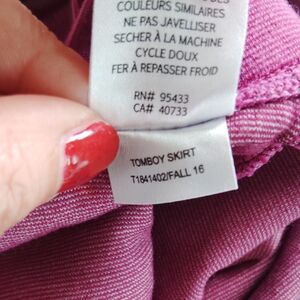 COULEURS SIMILAIRES
NE PAS JAVELLISER
SECHER À LA MACHINE
CYCLE DOUX
FER À REPASSER FROID
RN# 95433
CA# 40733
TOMBOY SKIRT
T1841402/FALL 16